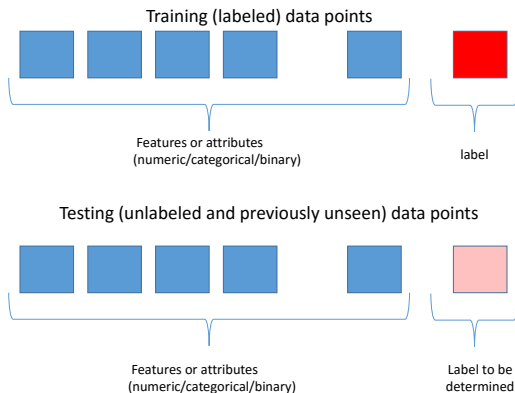 Training (labeled) data points
Features or attributes
(numeric/categorical/binary)
label
Testing (unlabeled and previously unseen) data points
Features or attributes
(numeric/categorical/binary)
Label to be
determined